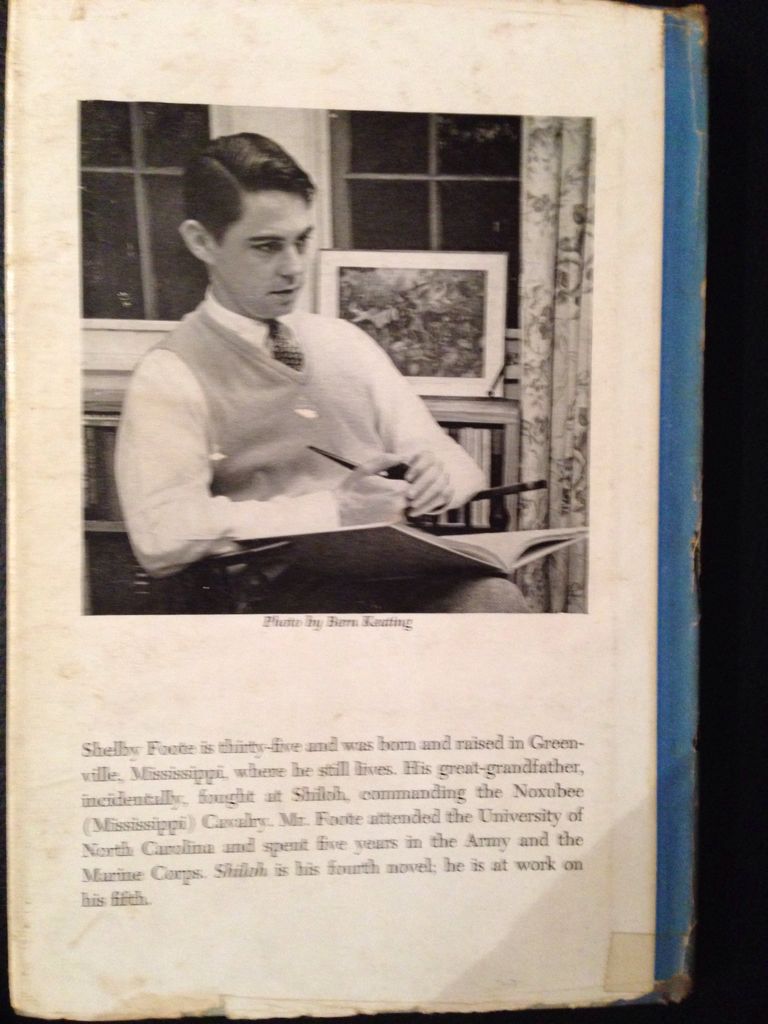 Photo by Bern Keating
Shelby Foote is thirty-five and was born and raised in Green-
ville, Mississippi, where he still lives. His great-grandfather,
incidentally, fought at Shiloh, commanding the Noxubee
(Mississippi) Cavalry. Mr. Foote attended the University of
North Carolina and spent five years in the Army and the
Marine Corps. Shiloh is his fourth novel; he is at work on
his fifth.